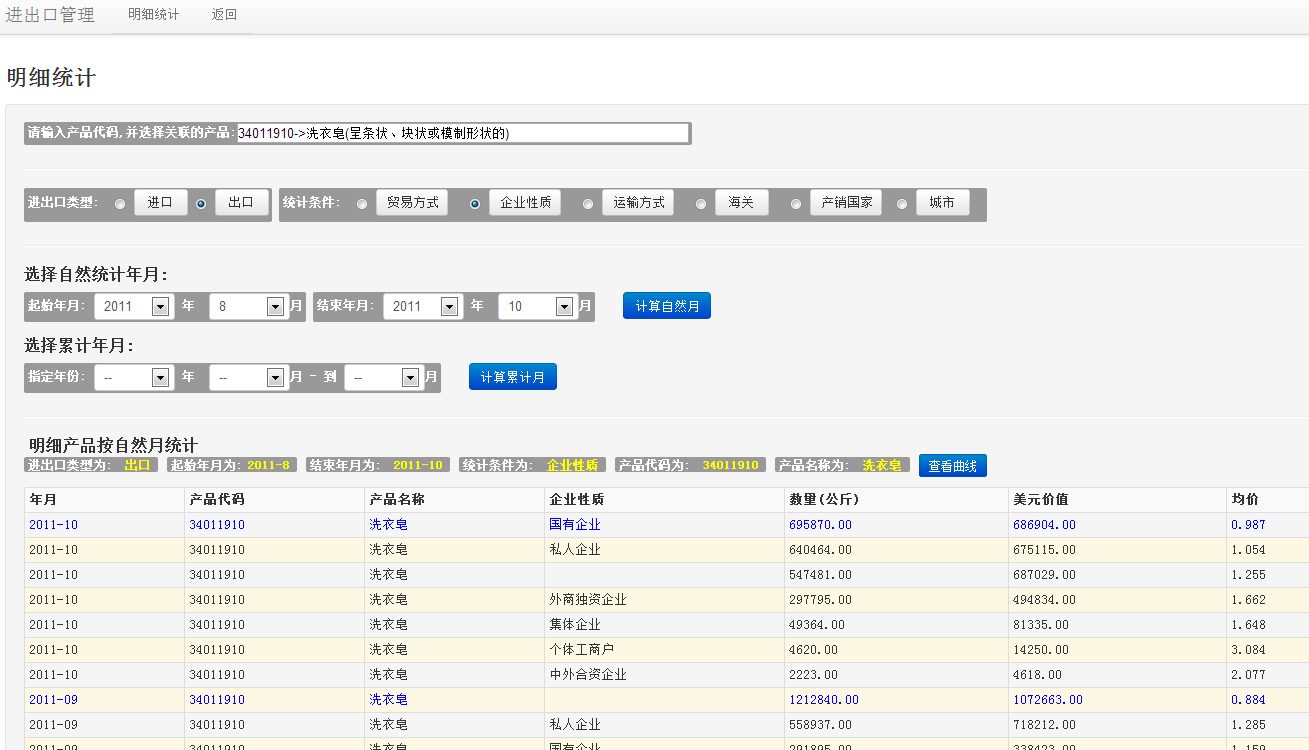 进出口管理 明细统计 返回
明细统计
请输入产品代码,并选择关联的产品: 34011910->洗衣皂(呈条状、块状或模制形状的)
进出口类型: 进口 出口 统计条件: 贸易方式 企业性质 运输方式 海关 产销国家 城市
选择自然统计年月:
起始年月: 2011 年 8 月 结束年月: 2011 年 10 月 计算自然月
选择累计年月:
指定年份: -- 年 -- 月 - 到 -- 月 计算累计月
明细产品按自然月统计
进出口类型为: 出口 起始年月为: 2011-8 结束年月为: 2011-10 统计条件为: 企业性质 产品代码为: 34011910 产品名称为: 洗衣皂 查看曲线
年月 产品代码 产品名称 企业性质 数量(公斤) 美元价值 均价
2011-10 34011910 洗衣皂 国有企业 695870.00 686904.00 0.987
2011-10 34011910 洗衣皂 私人企业 640464.00 675115.00 1.054
2011-10 34011910 洗衣皂 547481.00 687029.00 1.255
2011-10 34011910 洗衣皂 外商独资企业 297795.00 494834.00 1.662
2011-10 34011910 洗衣皂 集体企业 49364.00 81335.00 1.648
2011-10 34011910 洗衣皂 个体工商户 4620.00 14250.00 3.084
2011-10 34011910 洗衣皂 中外合资企业 2223.00 4618.00 2.077
2011-09 34011910 洗衣皂 1212840.00 1072663.00 0.884
2011-09 34011910 洗衣皂 私人企业 558937.00 718212.00 1.285
2011-09 34011910 洗衣皂 国有企业 291895.00 338423.00 1.159